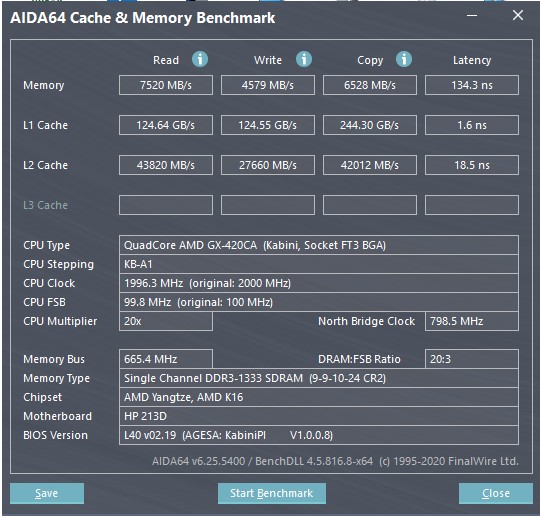 AIDA64 Cache & Memory Benchmark
Read Write Copy Latency
Memory 7520 MB/s 4579 MB/s 6528 MB/s 134.3 ns
L1 Cache 124.64 GB/s 124.55 GB/s 244.30 GB/s 1.6 ns
L2 Cache 43820 MB/s 27660 MB/s 42012 MB/s 18.5 ns
L3 Cache
CPU Type QuadCore AMD GX-420CA (Kabini, Socket FT3 BGA)
CPU Stepping KB-A1
CPU Clock 1996.3 MHz (original: 2000 MHz)
CPU FSB 99.8 MHz (original: 100 MHz)
CPU Multiplier 20x North Bridge Clock 798.5 MHz
Memory Bus 665.4 MHz DRAM:FSB Ratio 20:3
Memory Type Single Channel DDR3-1333 SDRAM (9-9-10-24 CR2)
Chipset AMD Yangtze, AMD K16
Motherboard HP 213D
BIOS Version L40 v02.19 (AGESA: KabiniPI V1.0.0.8)
AIDA64 v6.25.5400 / BenchDLL 4.5.816.8-x64 (c) 1995-2020 FinalWire Ltd.
Save Start Benchmark Close